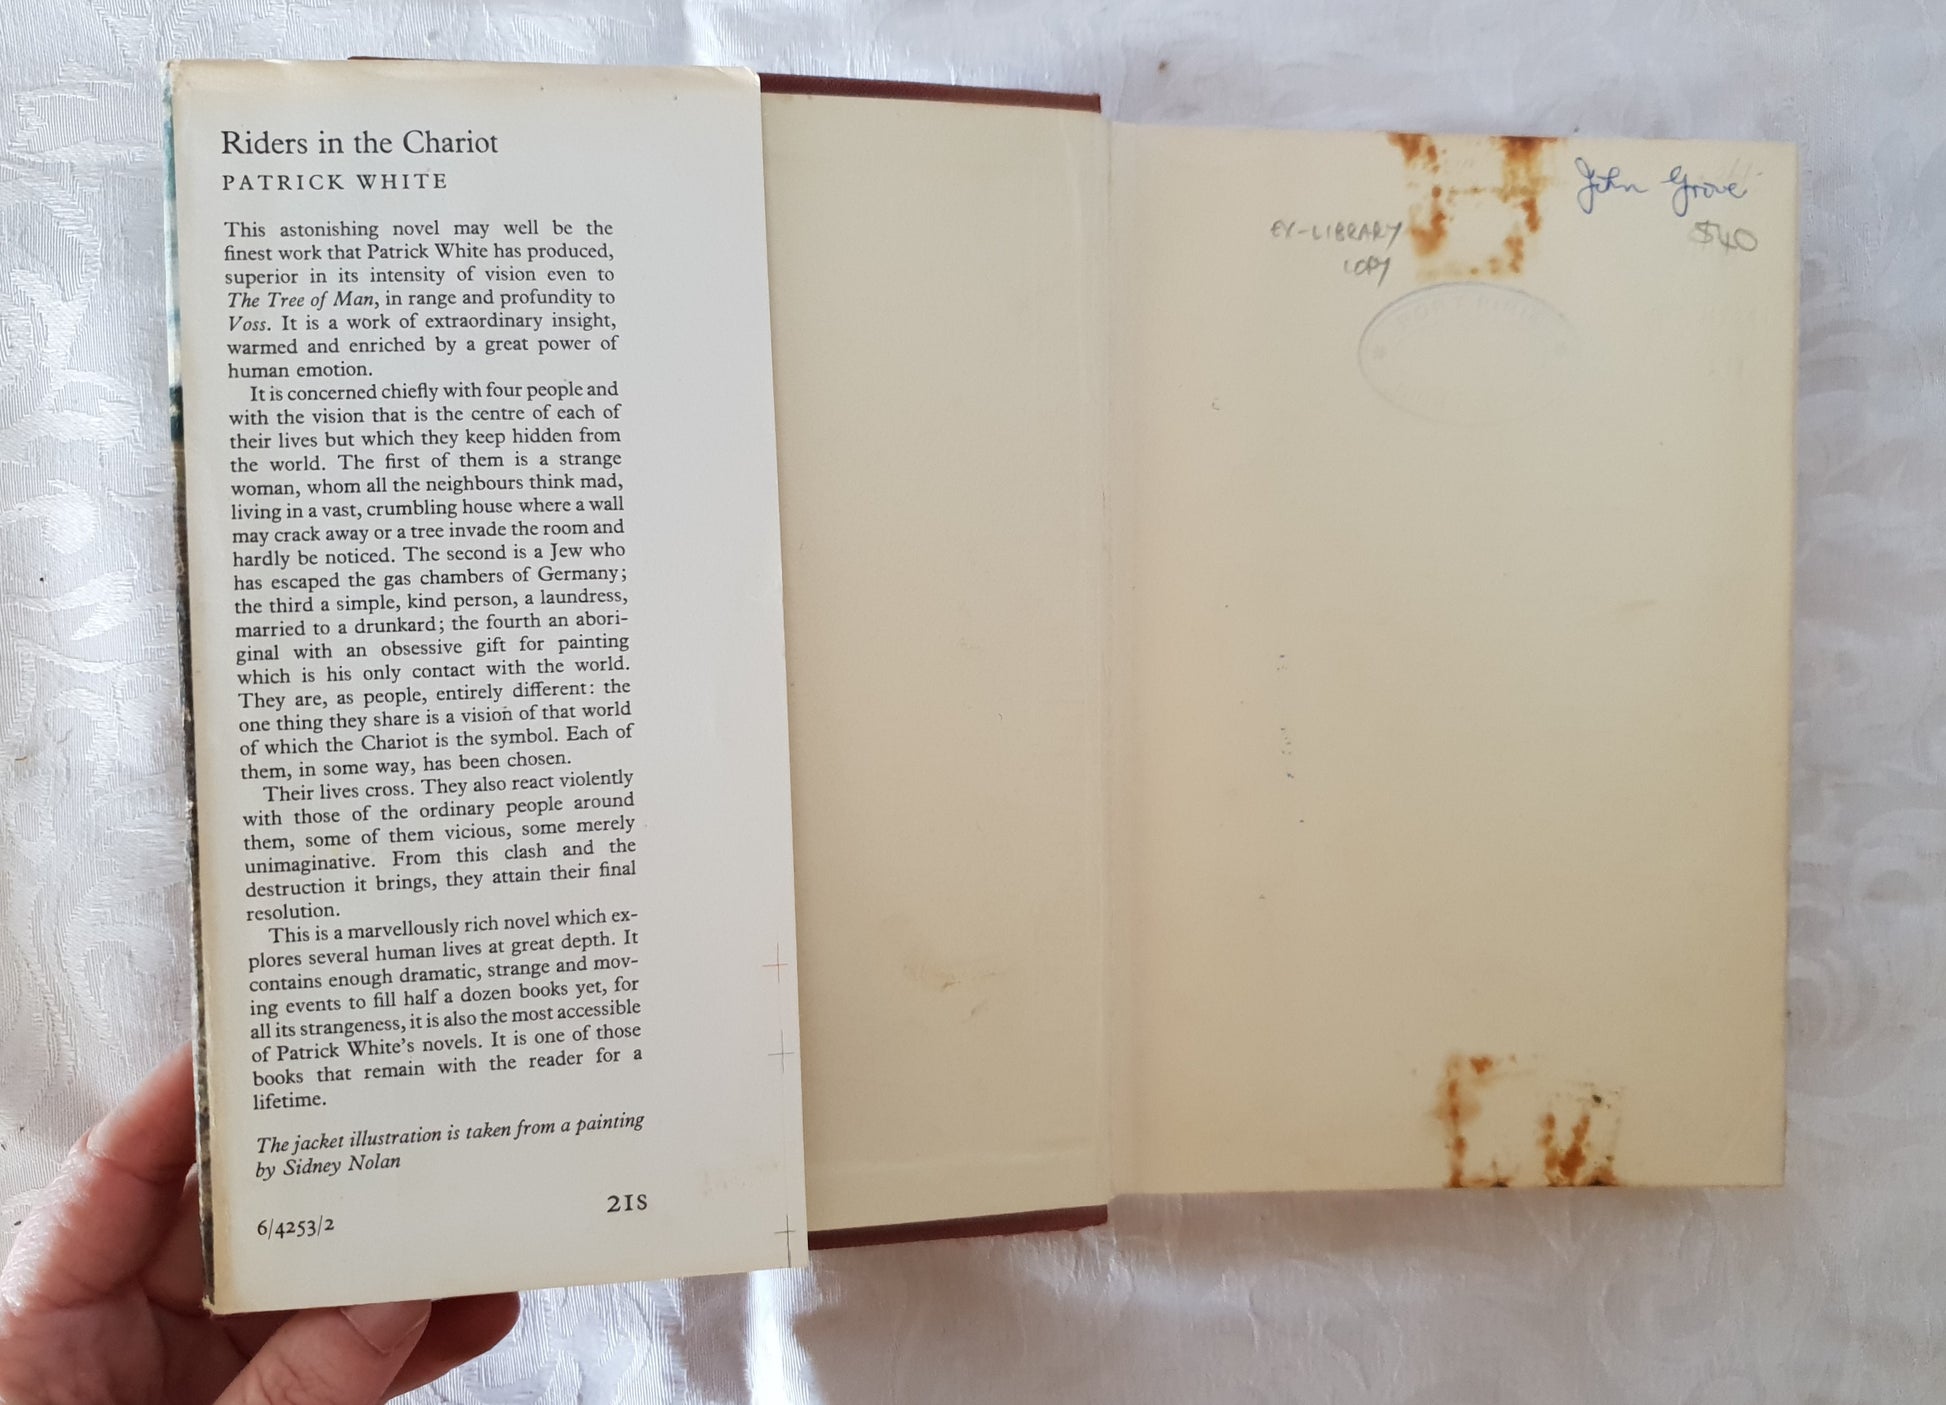 Riders in the Chariot
PATRICK WHITE
This astonishing novel may well be the
finest work that Patrick White has produced,
superior in its intensity of vision even to
The Tree of Man, in range and profundity to
Voss. It is a work of extraordinary insight,
warmed and enriched by a great power of
human emotion.
It is concerned chiefly with four people and
with the vision that is the centre of each of
their lives but which they keep hidden from
the world. The first of them is a strange
woman, whom all the neighbours think mad,
living in a vast, crumbling house where a wall
may crack away or a tree invade the room and
hardly be noticed. The second is a Jew who
has escaped the gas chambers of Germany;
the third a simple, kind person, a laundress,
married to a drunkard; the fourth an abori-
ginal with an obsessive gift for painting
which is his only contact with the world.
They are, as people, entirely different: the
one thing they share is a vision of that world
of which the Chariot is the symbol. Each of
them, in some way, has been chosen.
Their lives cross. They also react violently
with those of the ordinary people around
them, some of them vicious, some merely
unimaginative. From this clash and the
destruction it brings, they attain their final
resolution.
This is a marvellously rich novel which ex-
plores several human lives at great depth. It
contains enough dramatic, strange and mov-
ing events to fill half a dozen books yet, for
all its strangeness, it is also the most accessible
of Patrick White's novels. It is one of those
books that remain with the reader for a
lifetime.
The jacket illustration is taken from a painting
by Sidney Nolan
21s
6/4253/2
John Grove
$40
EX-LIBRARY
COPY